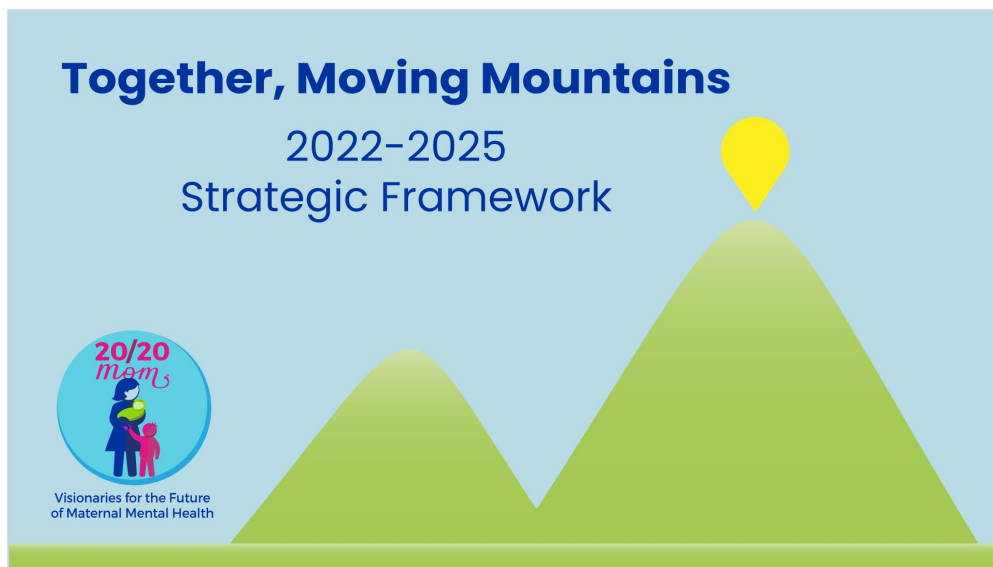 Together, Moving Mountains
2022-2025
Strategic Framework
20/20
mom
Visionaries for the Future
of Maternal Mental Health